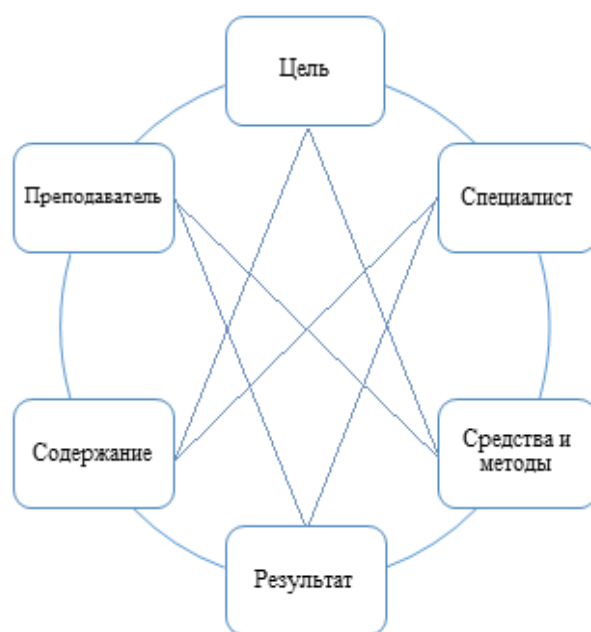 Цель
Преподаватель
Специалист
Содержание
Средства и
методы
Результат